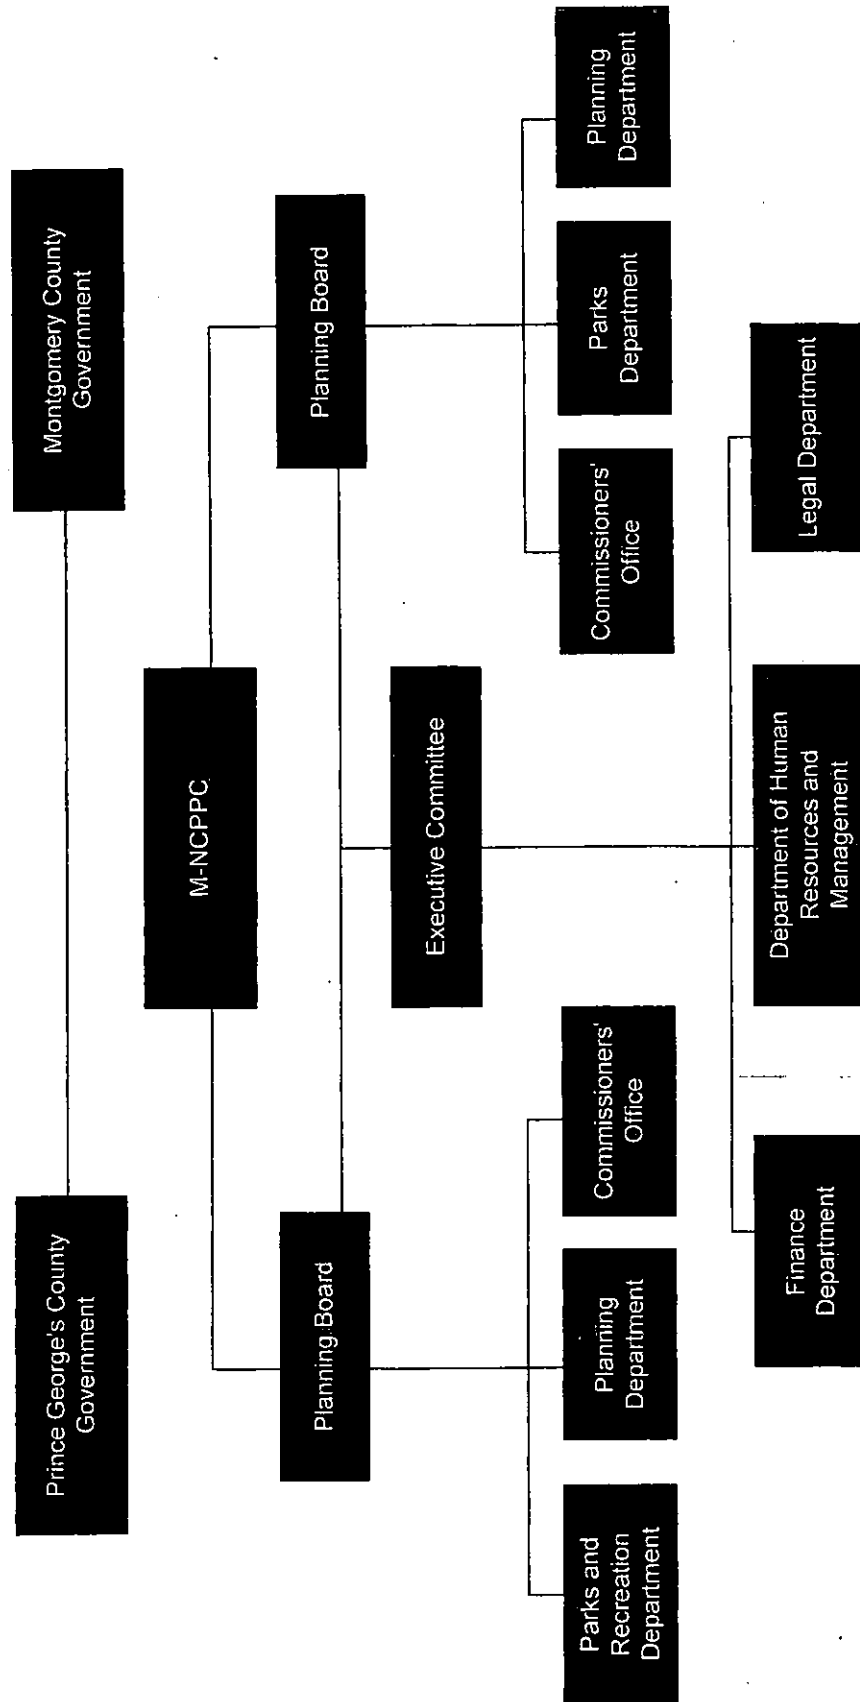 Prince George's County
Government
Montgomery County
Government
M-NCPPC
Planning Board
Planning Board
Executive Committee
Parks and
Recreation
Department
Planning
Department
Commissioners'
Office
Commissioners'
Office
Parks
Department
Planning
Department
Finance
Department
Department of Human
Resources and
Management
Legal Department